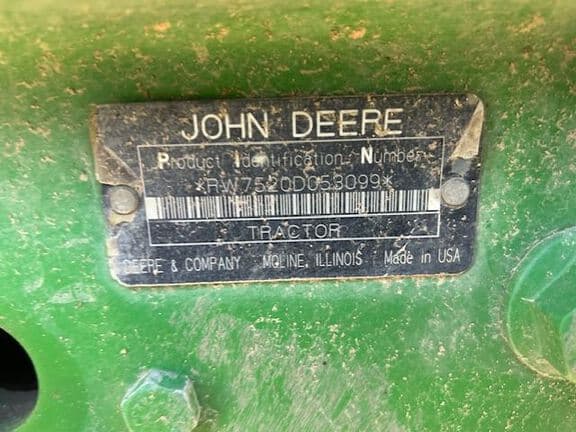 JOHN DEERE
Product Identification Number
*RW7520D053099*
TRACTOR
DEERE & COMPANY MOLINE, ILLINOIS Made in USA